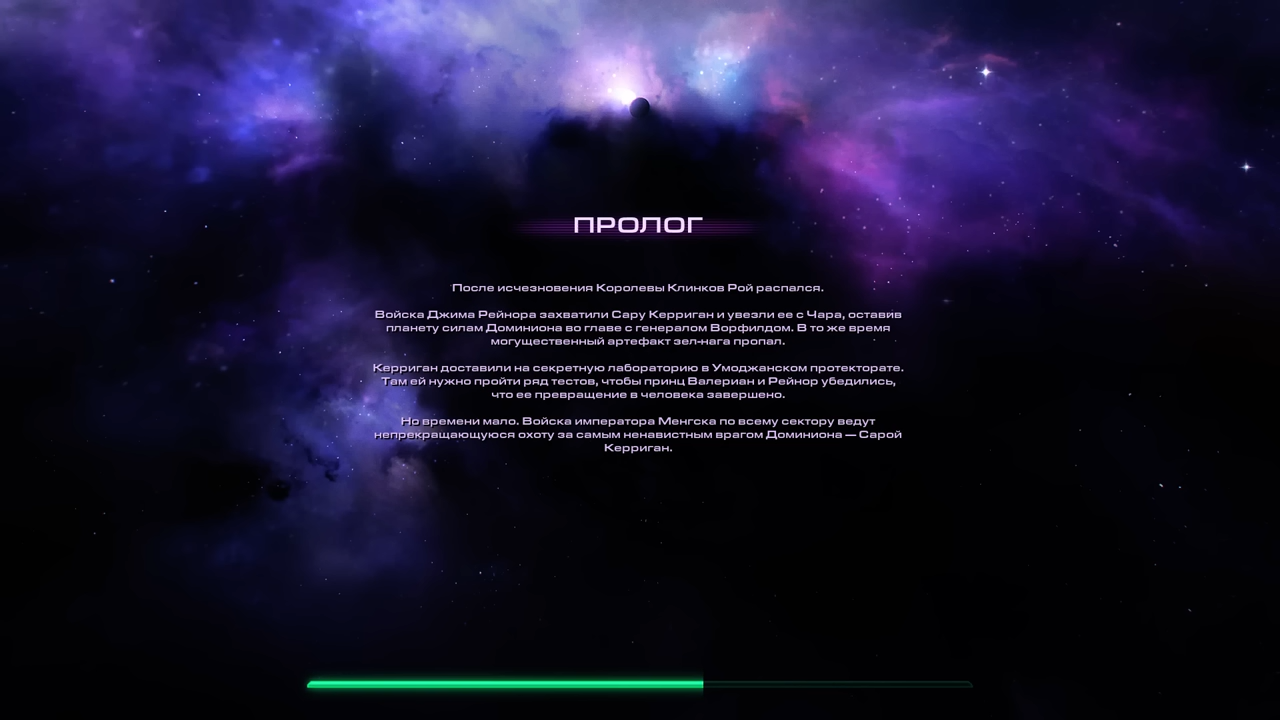 ПРОЛОГ
После исчезновения Королевы Клинков Рой распался.
Войска Джима Рейнора захватили Сару Керриган и увезли ее с Чара, оставив
планету силам Доминиона во главе с генералом Ворфилдом. В то же время
могущественный артефакт зел-нага пропал.
Керриган доставили на секретную лабораторию в Умоджанском протекторате.
Там ей нужно пройти ряд тестов, чтобы принц Валериан и Рейнор убедились,
что ее превращение в человека завершено.
Но времени мало. Войска императора Менгска по всему сектору ведут
непрекращающуюся охоту за самым ненавистным врагом Доминиона — Сарой
Керриган.